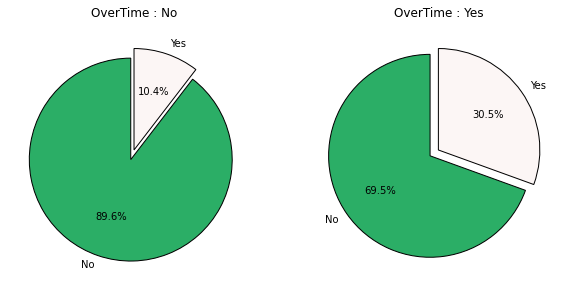 OverTime : No
Yes
10.4%
89.6%
No
OverTime : Yes
Yes
30.5%
69.5%
No